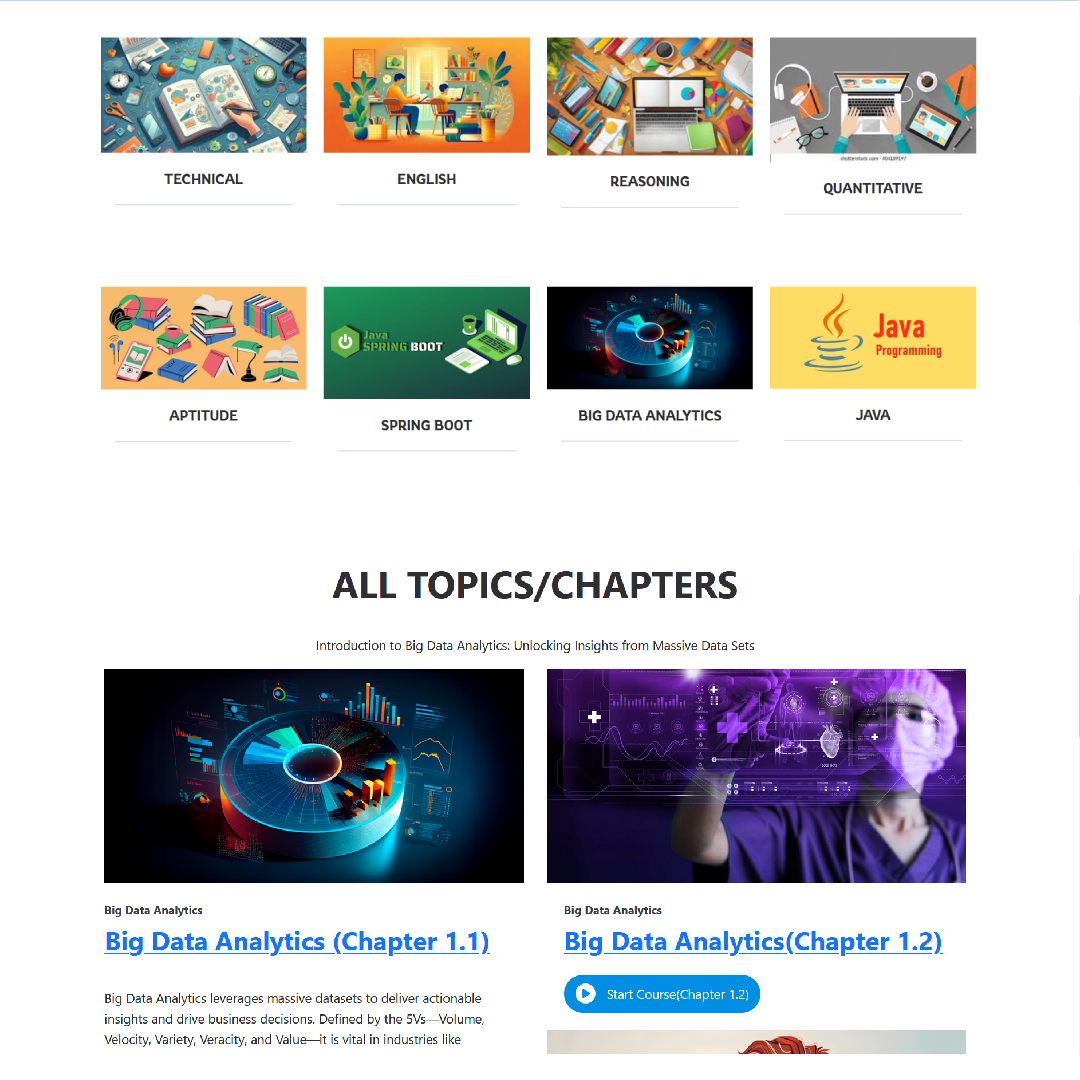 TECHNICAL
ENGLISH
REASONING
shutterstock.com
QUANTITATIVE
Java
SPRING BOOT
Java
Programming
APTITUDE
SPRING BOOT
BIG DATA ANALYTICS
JAVA
ALL TOPICS/CHAPTERS
Introduction to Big Data Analytics: Unlocking Insights from Massive Data Sets
Big Data Analytics
Big Data Analytics (Chapter 1.1)
Big Data Analytics leverages massive datasets to deliver actionable
insights and drive business decisions. Defined by the 5Vs—Volume,
Velocity, Variety, Veracity, and Value—it is vital in industries like
Big Data Analytics
Big Data Analytics(Chapter 1.2)
Start Course(Chapter 1.2)